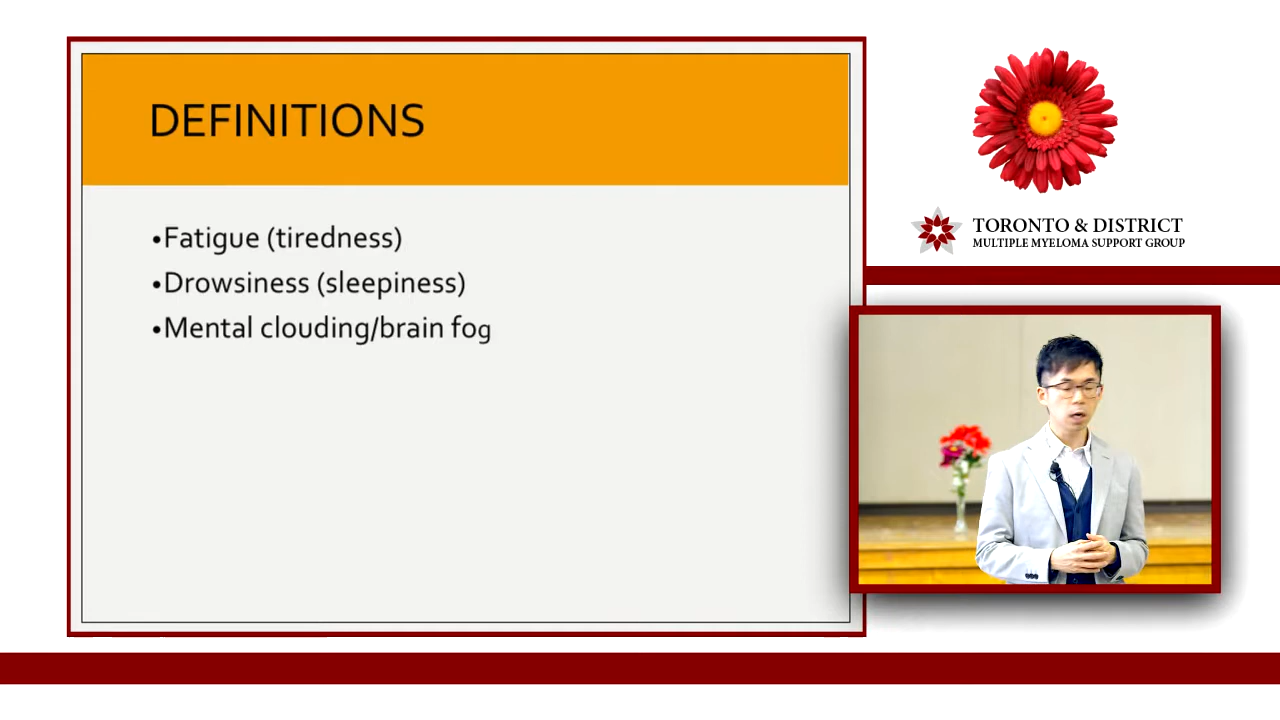 DEFINITIONS
•Fatigue (tiredness)
•Drowsiness (sleepiness)
•Mental clouding/brain fog
TORONTO & DISTRICT
MULTIPLE MYELOMA SUPPORT GROUP